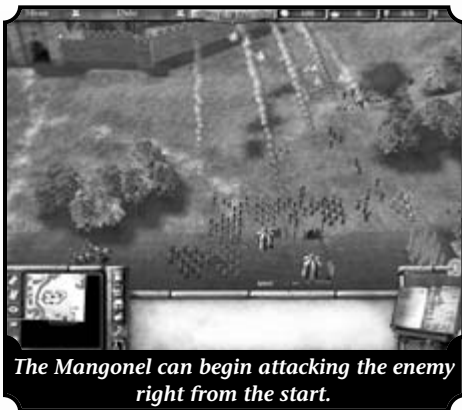 The Mangonel can begin attacking the enemy
right from the start.